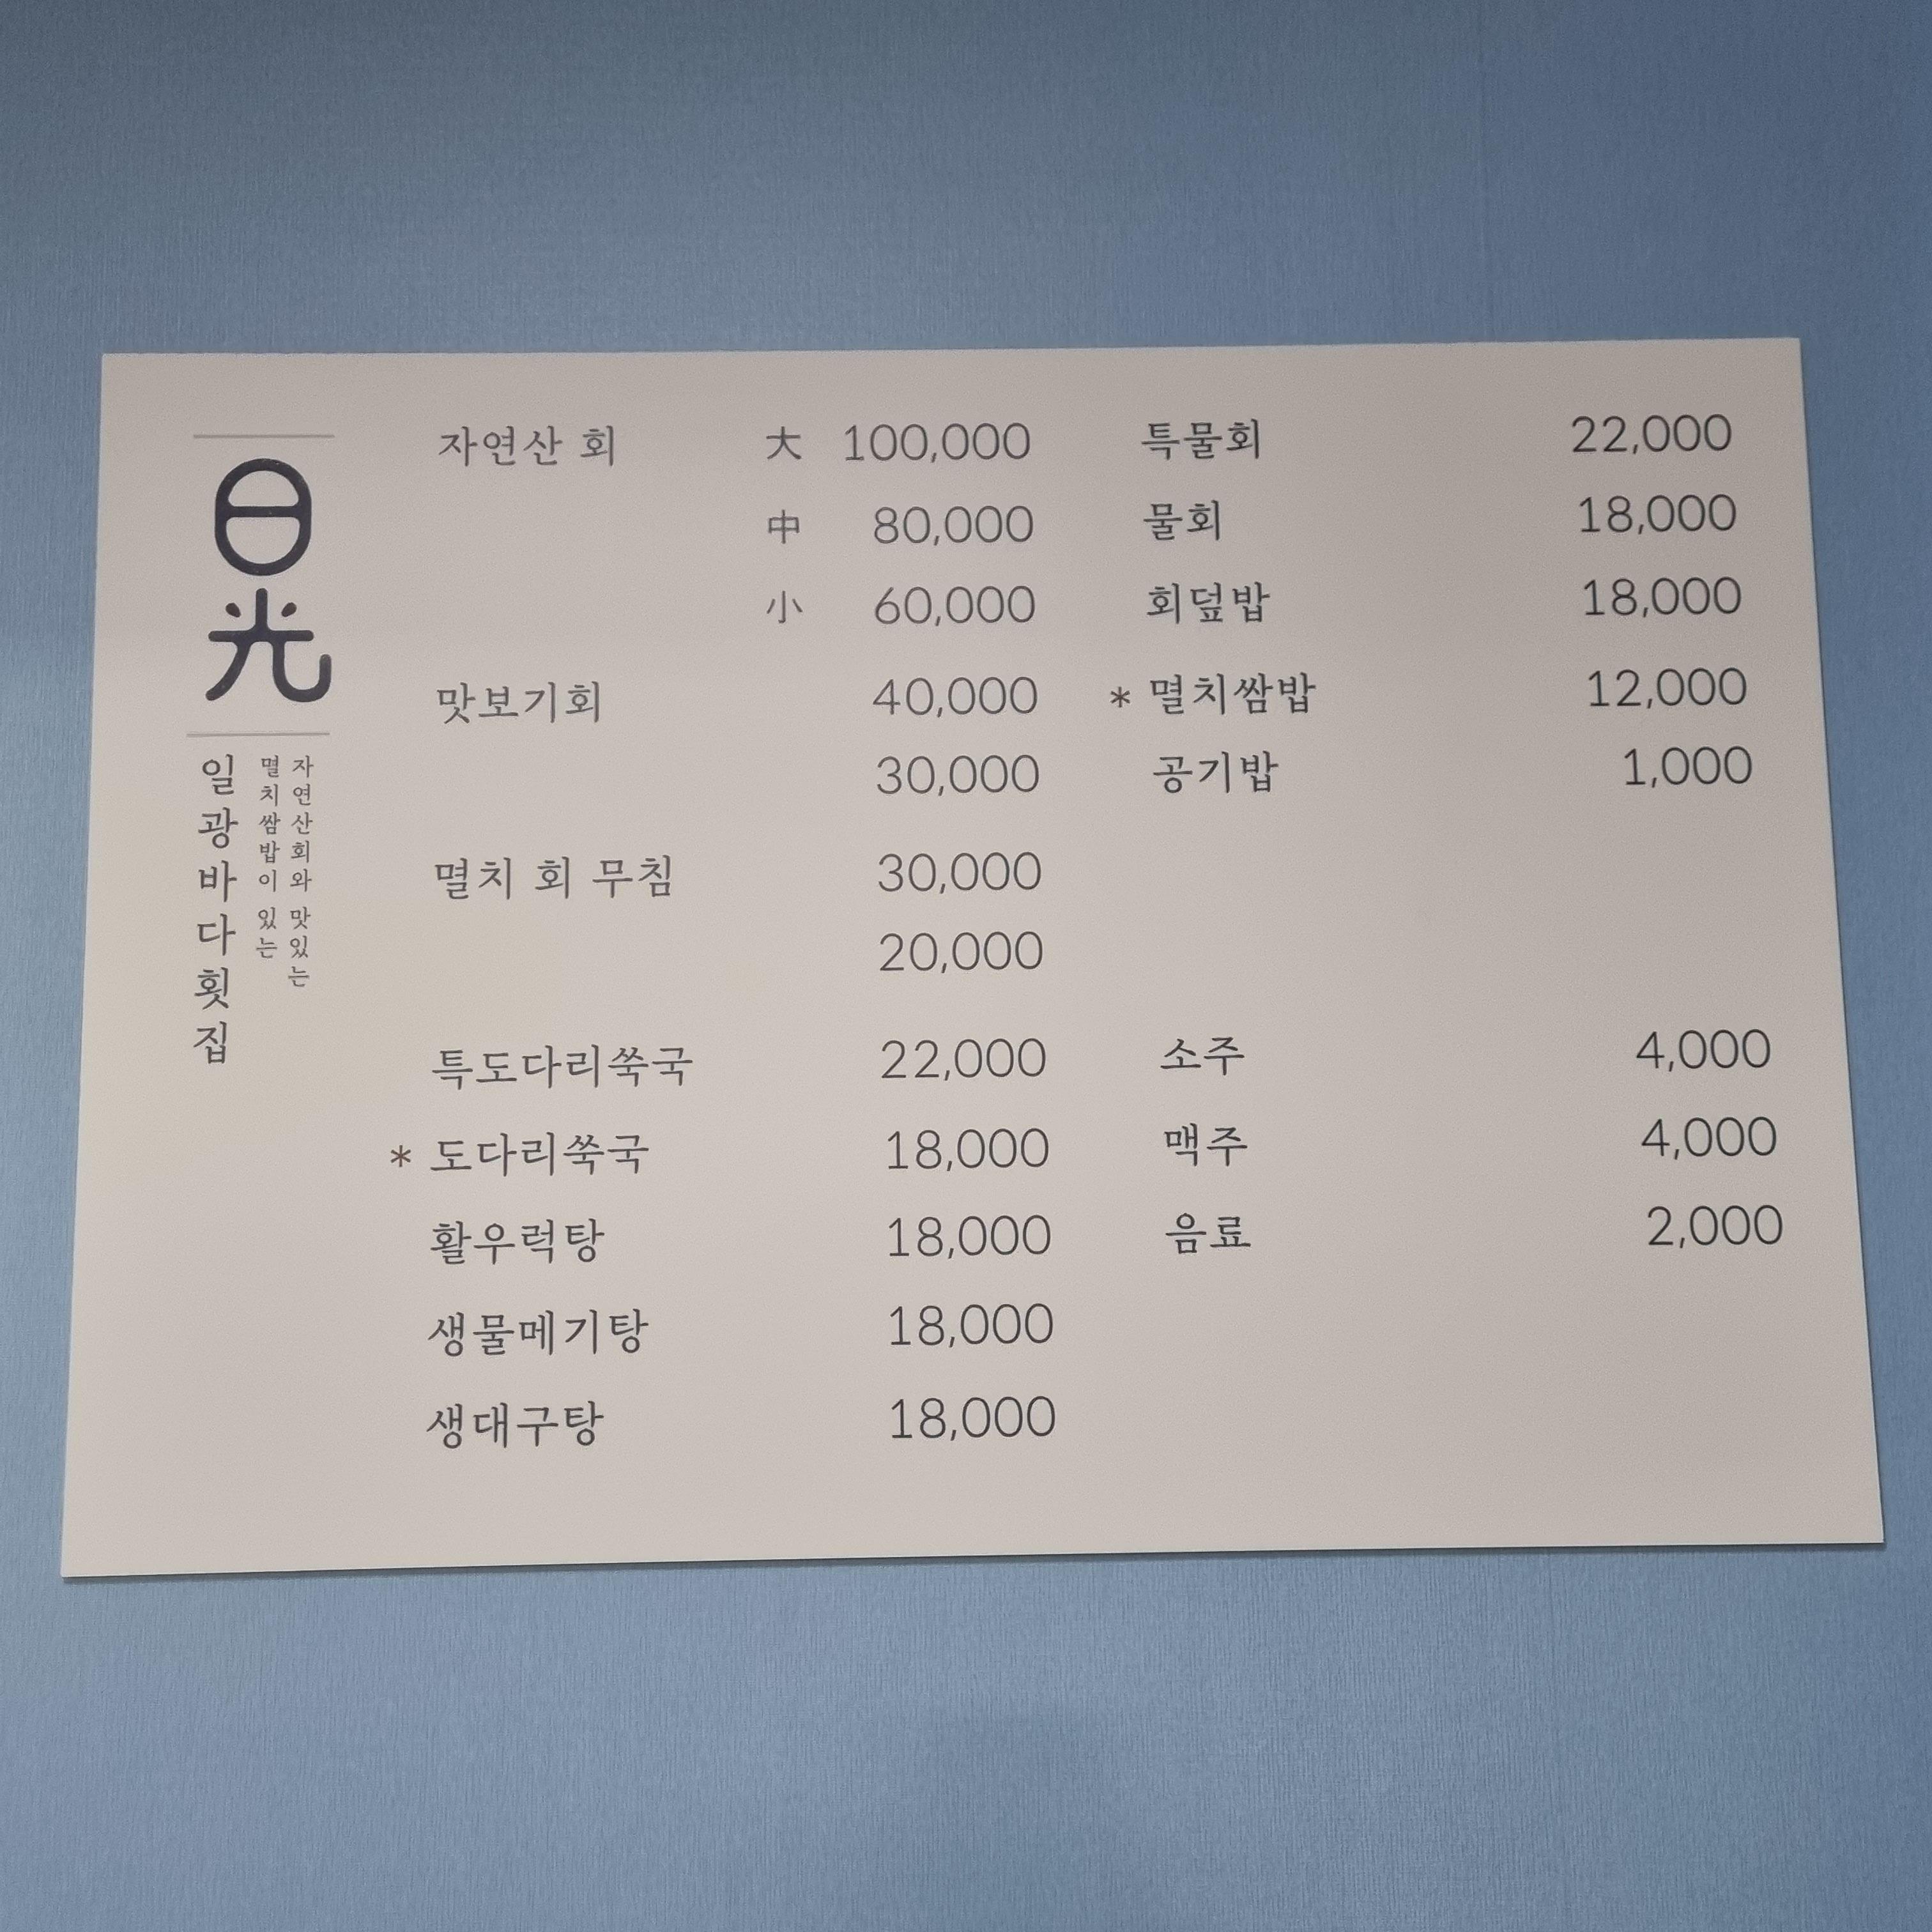 日光
자연산회와 맛있는
멸치쌈밥이 있는
일광바다횟집
자연산 회 大 100,000
中 80,000
小 60,000
맛보기회 40,000
30,000
멸치 회 무침 30,000
20,000
특도다리쑥국 22,000
* 도다리쑥국 18,000
활우럭탕 18,000
생물메기탕 18,000
생대구탕 18,000
특물회 22,000
물회 18,000
회덮밥 18,000
* 멸치쌈밥 12,000
공기밥 1,000
소주 4,000
맥주 4,000
음료 2,000